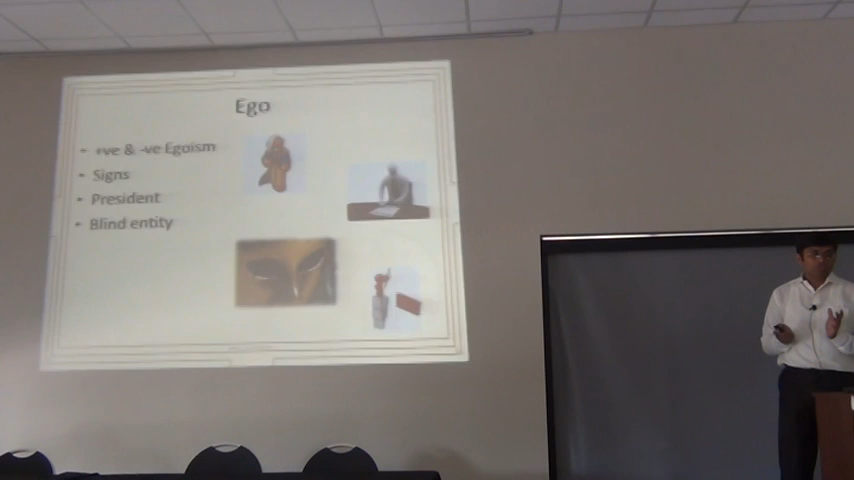 Ego
• +ve & -ve Egoism
• Signs
• President
• Blind entity